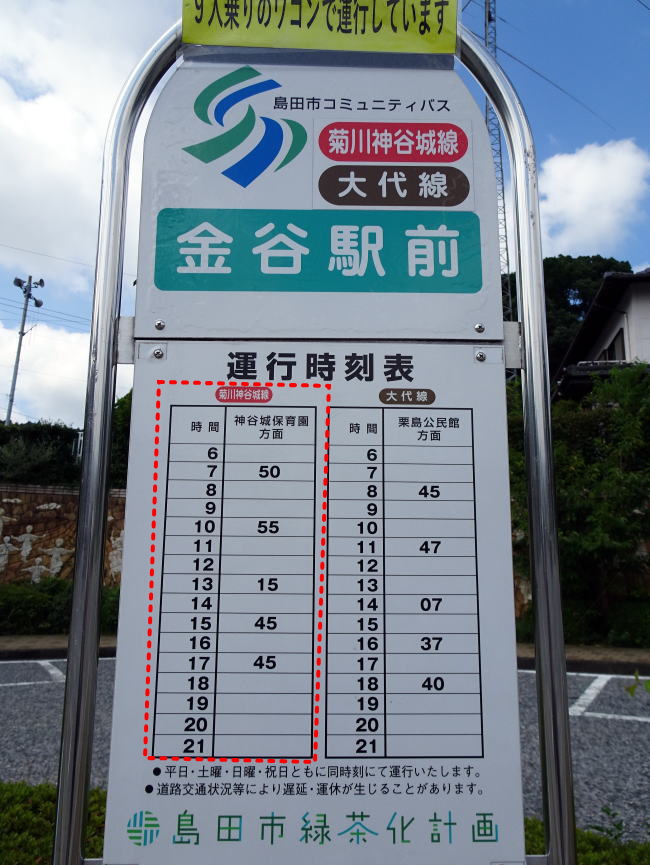 9人乗りのワゴンで運行しています
島田市コミュニティバス
菊川神谷城線
大代線
金谷駅前
運行時刻表
菊川神谷城線
時間 神谷城保育園方面
6
7 50
8
9
10 55
11
12
13 15
14
15 45
16
17 45
18
19
20
21
大代線
時間 栗島公民館方面
6
7
8 45
9
10
11 47
12
13
14 07
15
16 37
17
18 40
19
20
21
●平日・土曜・日曜・祝日ともに同時刻にて運行いたします。
●道路交通状況等により遅延・運休が生じることがあります。
島田市緑茶化計画